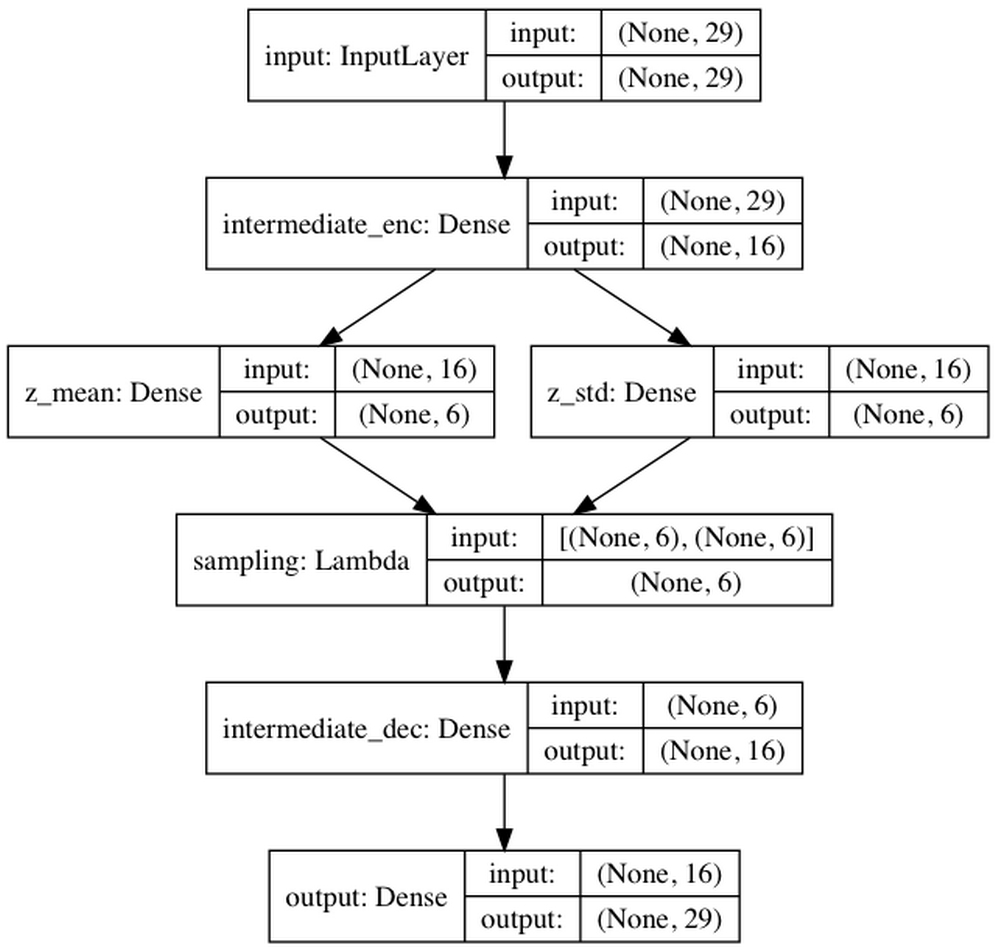 input: InputLayer
input: (None, 29)
output: (None, 29)
intermediate_enc: Dense
input: (None, 29)
output: (None, 16)
z_mean: Dense
input: (None, 16)
output: (None, 6)
z_std: Dense
input: (None, 16)
output: (None, 6)
sampling: Lambda
input: [(None, 6), (None, 6)]
output: (None, 6)
intermediate_dec: Dense
input: (None, 6)
output: (None, 16)
output: Dense
input: (None, 16)
output: (None, 29)